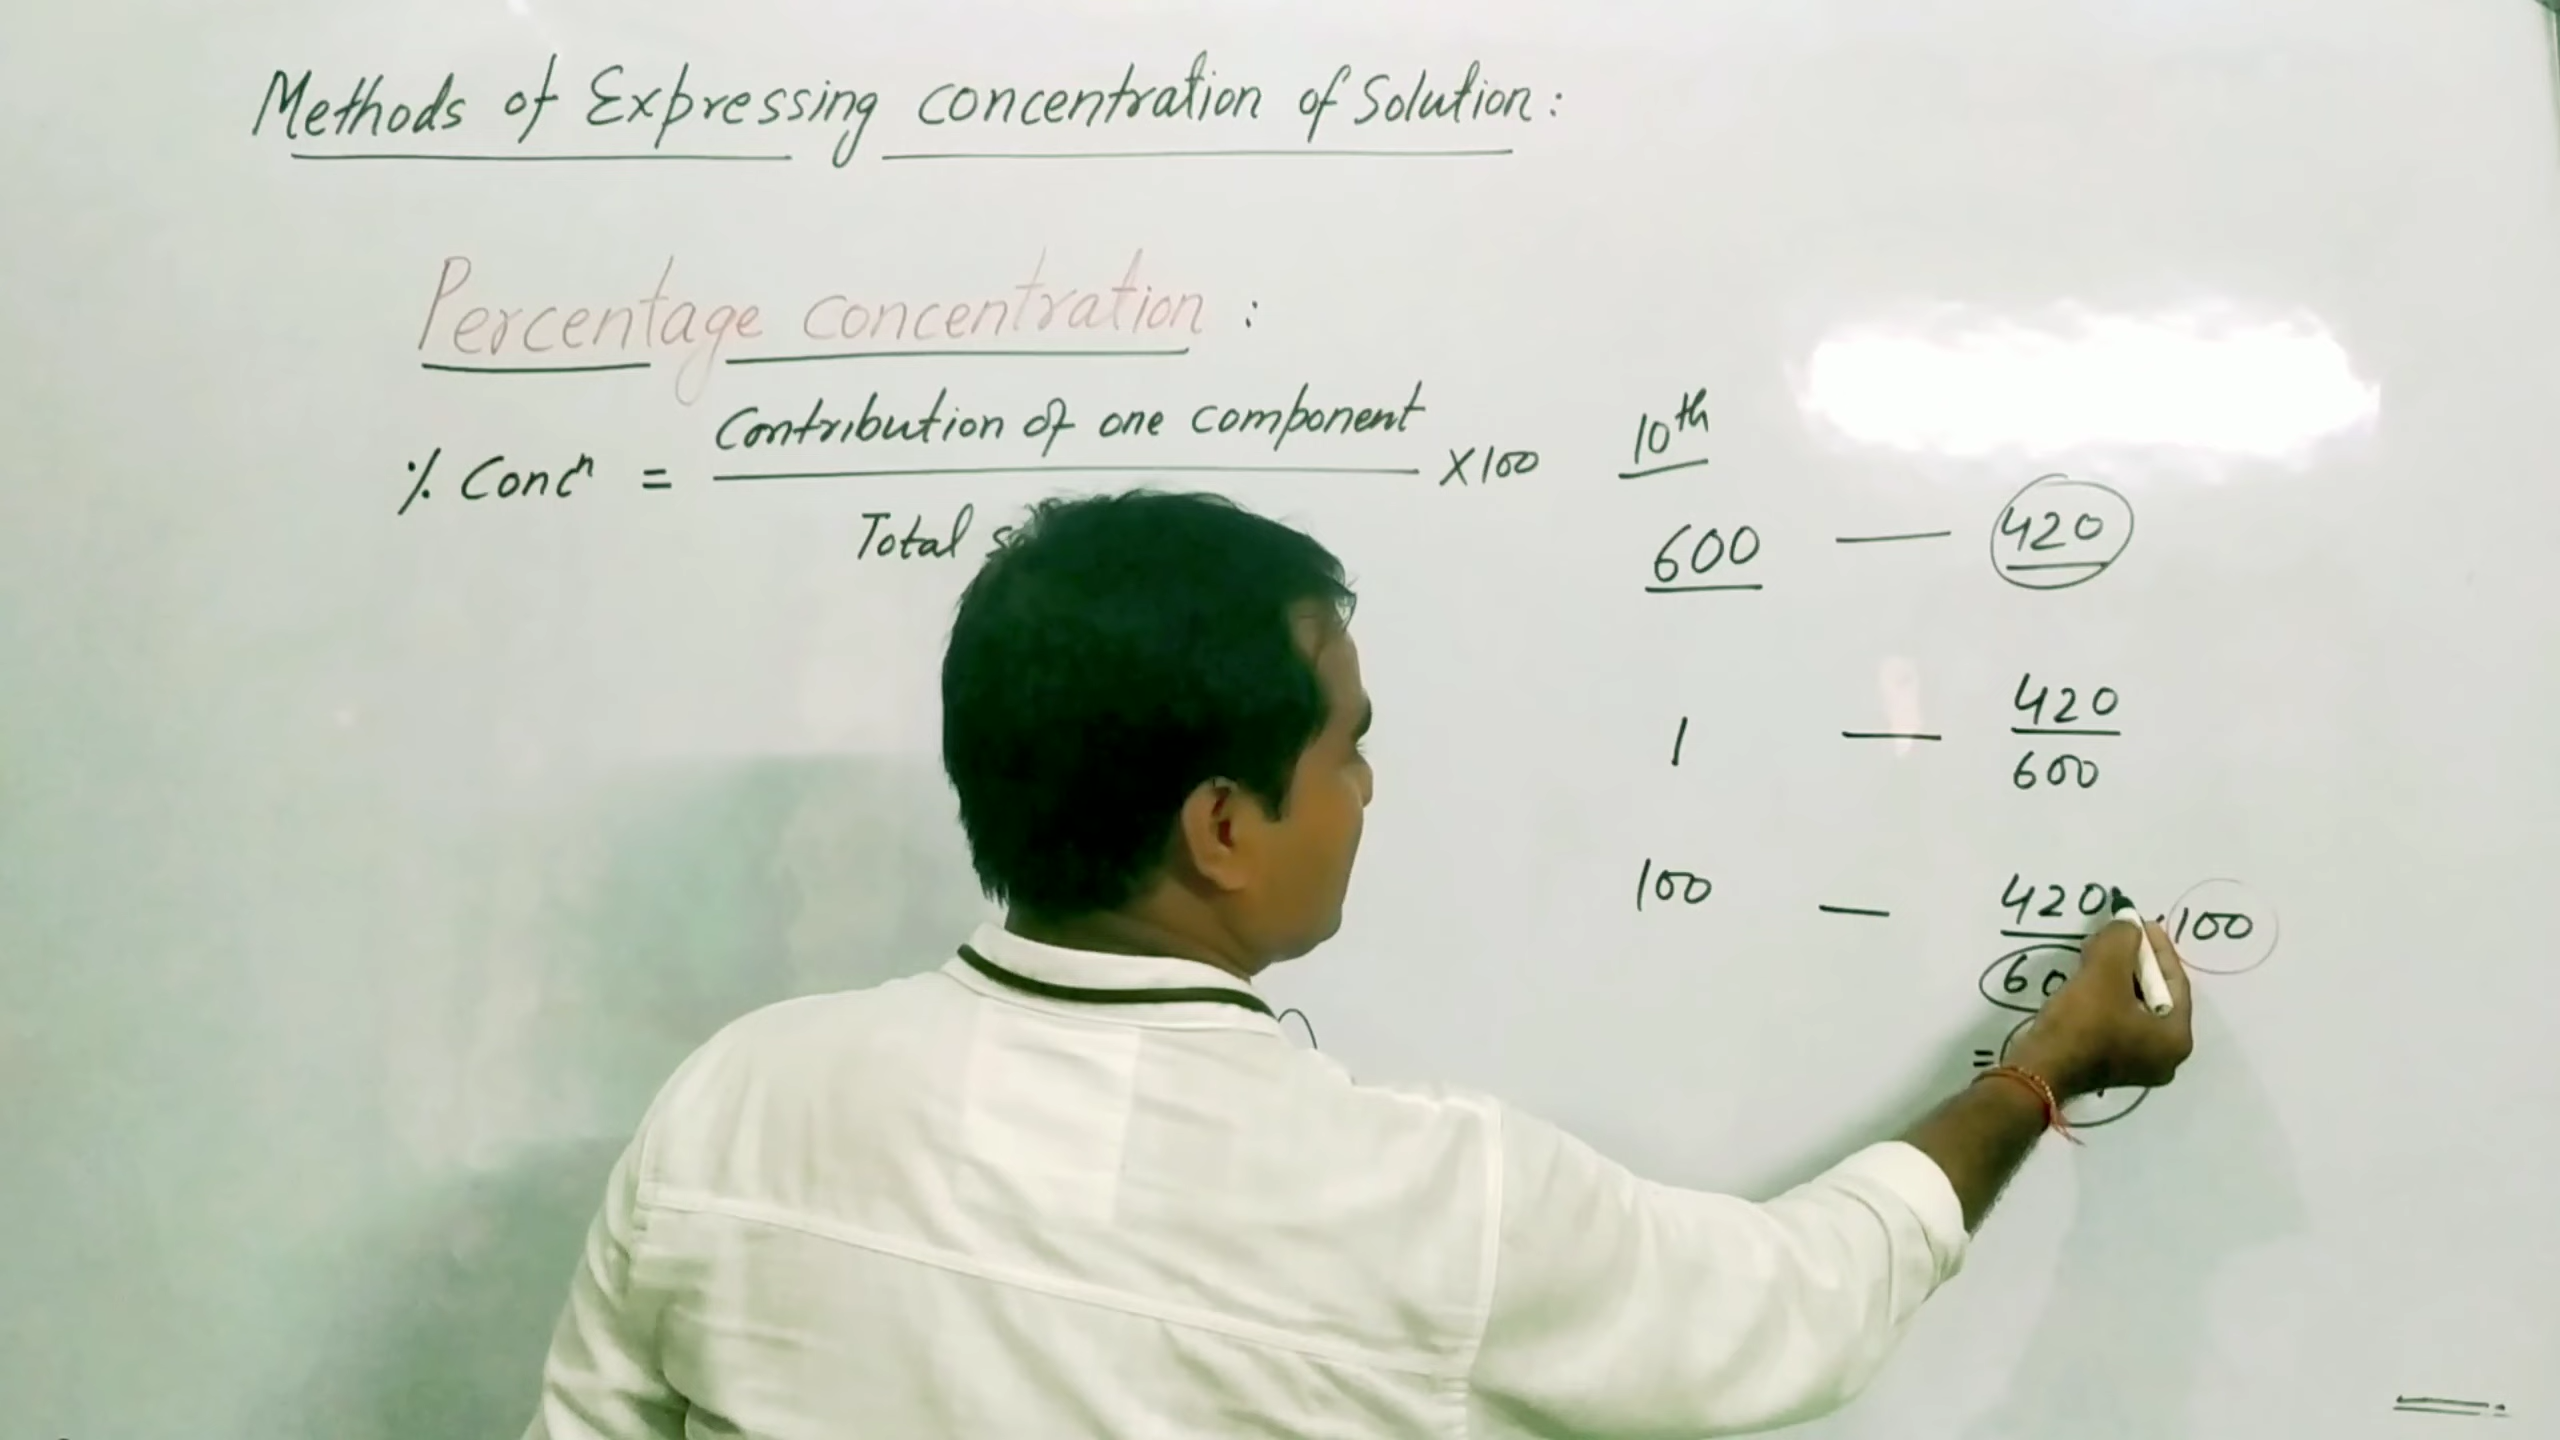 Methods of Expressing Concentration of Solution:
Percentage Concentration :
% Concⁿ = Contribution of one component X100
Total
10th
600 — 420
1 — 420
600
100 — 420 100
=